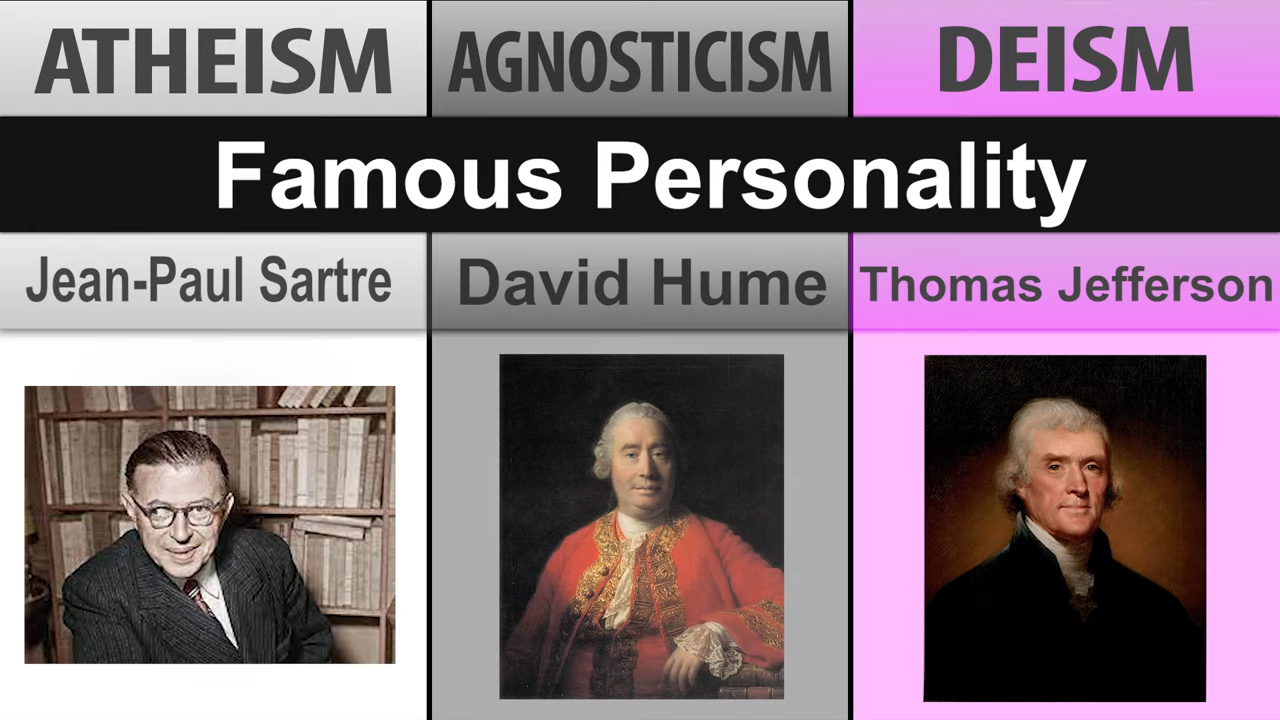 ATHEISM
AGNOSTICISM
DEISM
Famous Personality
Jean-Paul Sartre
David Hume
Thomas Jefferson